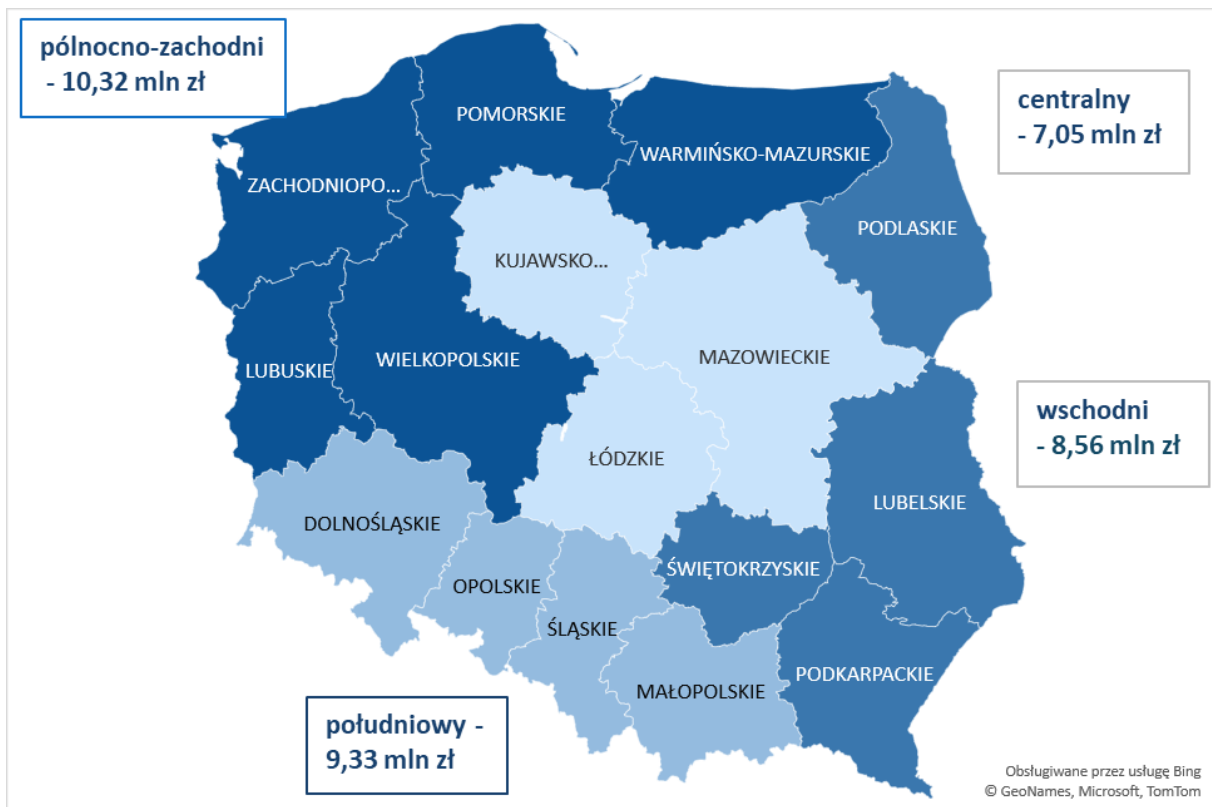 pólnocno-zachodni
- 10,32 mln zł
centralny
- 7,05 mln zł
POMORSKIE
WARMIŃSKO-MAZURSKIE
ZACHODNIOPO...
PODLASKIE
KUJAWSKO...
MAZOWIECKIE
WIELKOPOLSKIE
LUBUSKIE
wschodni
- 8,56 mln zł
ŁÓDZKIE
LUBELSKIE
DOLNOŚLĄSKIE
ŚWIĘTOKRZYSKIE
OPOLSKIE
ŚLĄSKIE
PODKARPACKIE
MAŁOPOLSKIE
południowy -
9,33 mln zł
Obsługiwane przez usługę Bing
© GeoNames, Microsoft, TomTom